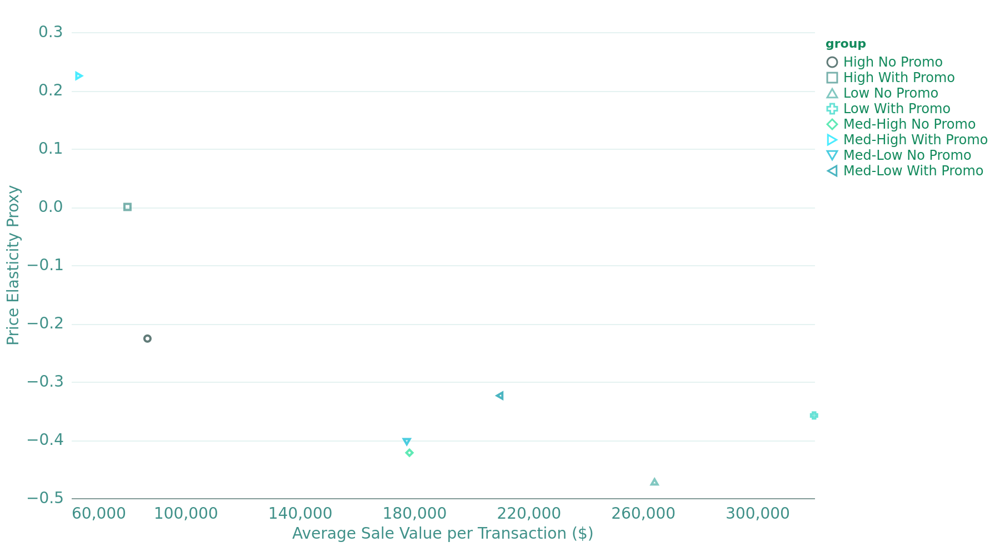 0.3
0.2
0.1
0.0
−0.1
−0.2
−0.3
−0.4
−0.5
Price Elasticity Proxy
60,000
100,000
140,000
180,000
220,000
260,000
300,000
Average Sale Value per Transaction ($)
group
High No Promo
High With Promo
Low No Promo
Low With Promo
Med-High No Promo
Med-High With Promo
Med-Low No Promo
Med-Low With Promo